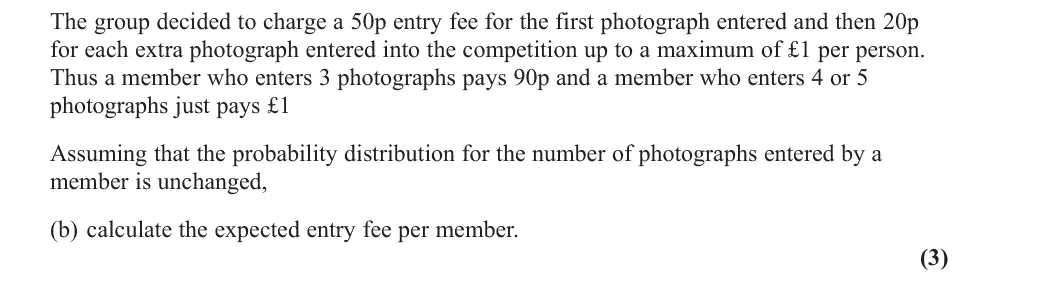 The group decided to charge a 50p entry fee for the first photograph entered and then 20p
for each extra photograph entered into the competition up to a maximum of £1 per person.
Thus a member who enters 3 photographs pays 90p and a member who enters 4 or 5
photographs just pays £1
Assuming that the probability distribution for the number of photographs entered by a
member is unchanged,
(b) calculate the expected entry fee per member.
(3)